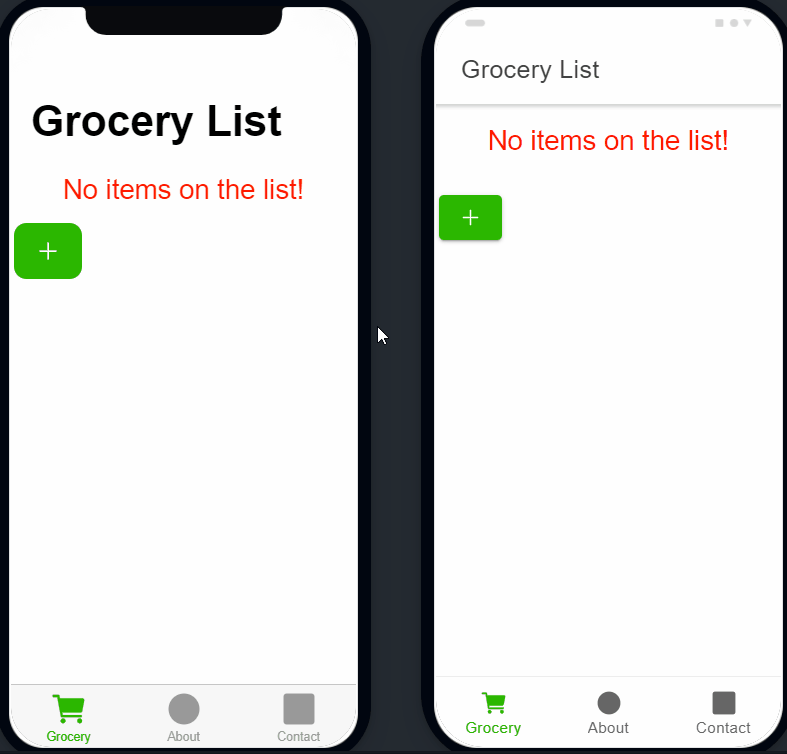 Grocery List
No items on the list!
+
Grocery
About
Contact
Grocery List
No items on the list!
+
Grocery
About
Contact